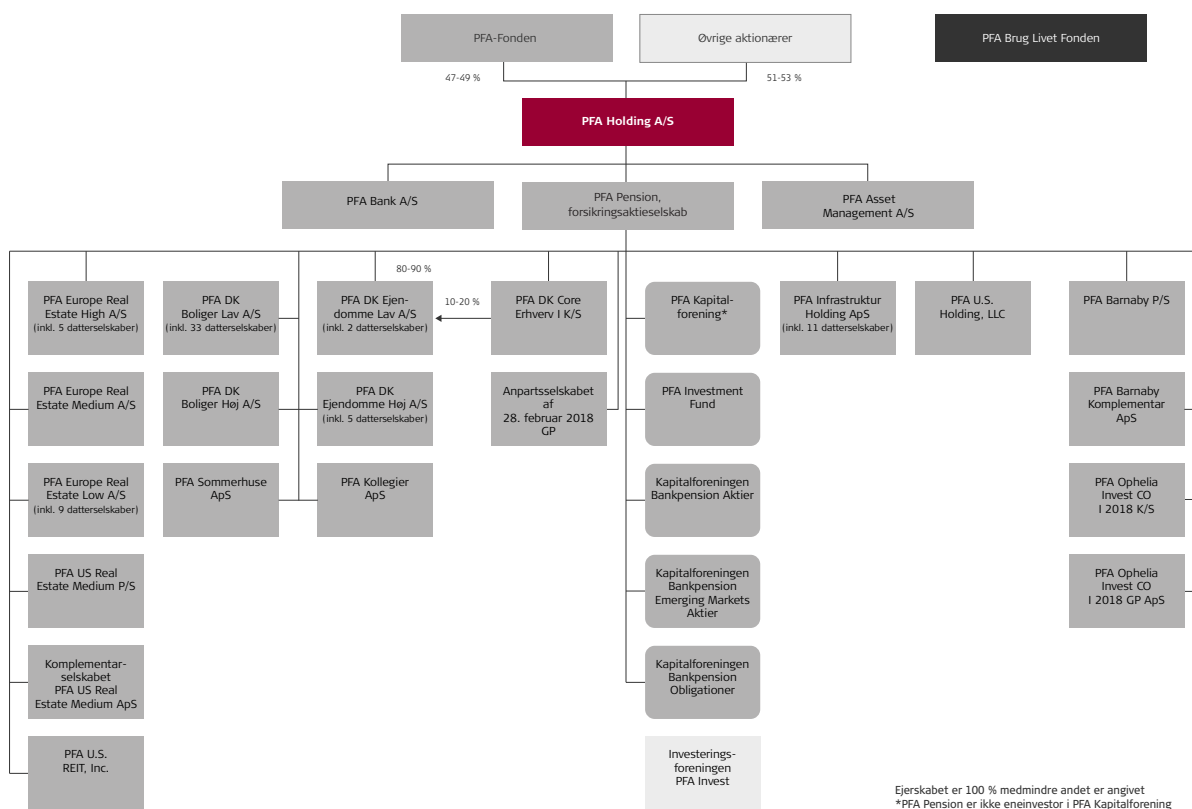 PFA-Fonden
Øvrige aktionærer
PFA Brug Livet Fonden
47-49 %
51-53 %
PFA Holding A/S
PFA Bank A/S
PFA Pension,
forsikringsaktieselskab
PFA Asset
Management A/S
80-90 %
10-20 %
PFA Europe Real
Estate High A/S
(inkl. 5 datterselskaber)
PFA DK
Boliger Lav A/S
(inkl. 33 datterselskaber)
PFA DK Ejen-
domme Lav A/S
(inkl. 2 datterselskaber)
PFA DK Core
Erhverv I K/S
PFA Kapital-
forening*
PFA Infrastruktur
Holding ApS
(inkl. 11 datterselskaber)
PFA U.S.
Holding, LLC
PFA Barnaby P/S
PFA Europe Real
Estate Medium A/S
PFA DK
Boliger Høj A/S
PFA DK
Ejendomme Høj A/S
(inkl. 5 datterselskaber)
Anpartsselskabet
af
28. februar 2018
GP
PFA Investment
Fund
PFA Barnaby
Komplementar
ApS
PFA Europe Real
Estate Low A/S
(inkl. 9 datterselskaber)
PFA Sommerhuse
ApS
PFA Kollegier
ApS
Kapitalforeningen
Bankpension Aktier
PFA Ophelia
Invest CO
I 2018 K/S
PFA US Real
Estate Medium P/S
Kapitalforeningen
Bankpension
Emerging Markets
Aktier
PFA Ophelia
Invest CO
I 2018 GP ApS
Komplementar-
selskabet
PFA US Real
Estate Medium ApS
Kapitalforeningen
Bankpension
Obligationer
PFA U.S.
REIT, Inc.
Investerings-
foreningen
PFA Invest
Ejerskabet er 100 % medmindre andet er angivet
*PFA Pension er ikke eneinvestor i PFA Kapitalforening